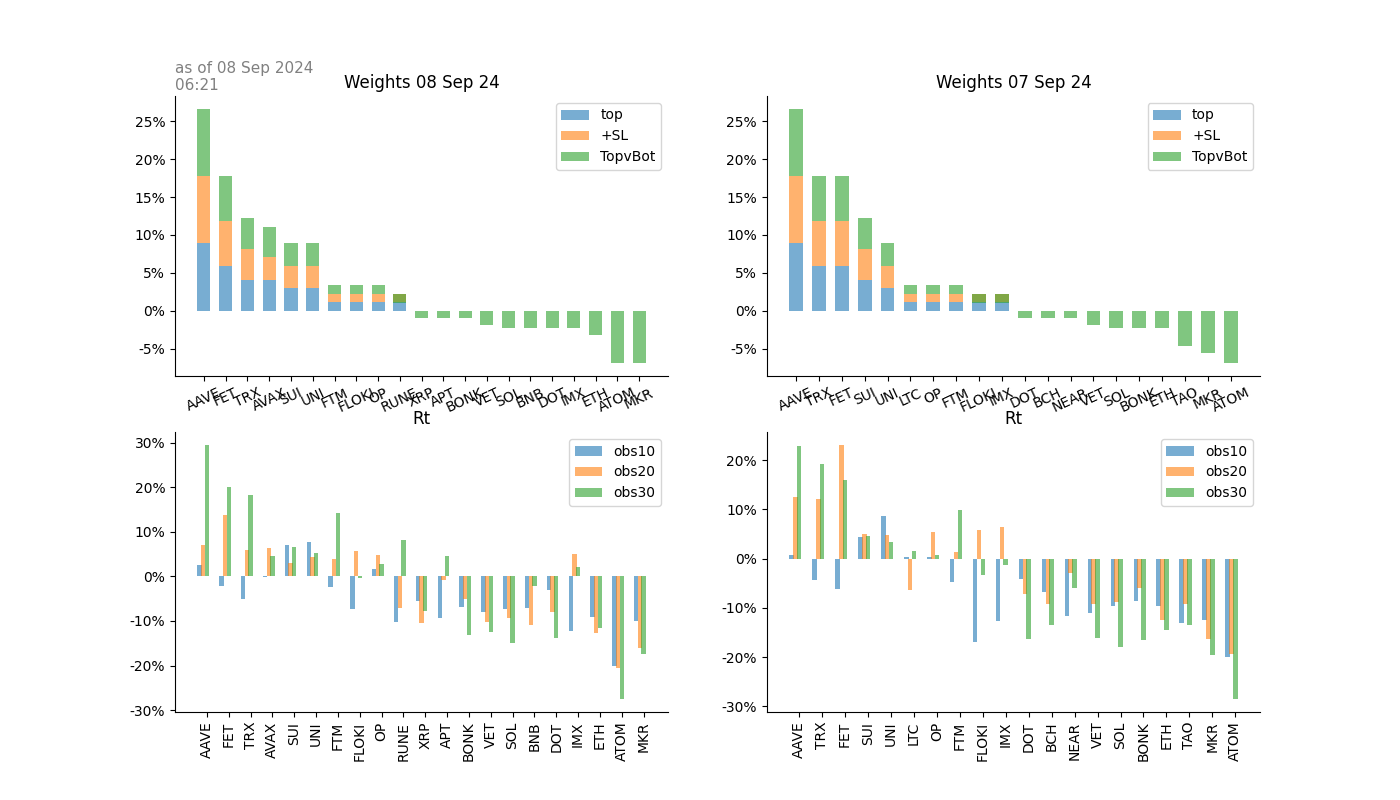 as of 08 Sep 2024
06:21
Weights 08 Sep 24
25%
20%
15%
10%
5%
0%
-5%
top
+SL
TopvBot
AAVE FET TRX AVAX SUI UNI FTM FLOKI OP RUNE XRP APT BONK VET SOL BNB DOT IMX ETH ATOM MKR
Weights 07 Sep 24
25%
20%
15%
10%
5%
0%
-5%
top
+SL
TopvBot
AAVE TRX FET SUI UNI LTC OP FTM FLOKI IMX DOT BCH NEAR VET SOL BONK ETH TAO MKR ATOM
Rt
30%
20%
10%
0%
-10%
-20%
-30%
obs10
obs20
obs30
AAVE FET TRX AVAX SUI UNI FTM FLOKI OP RUNE XRP APT BONK VET SOL BNB DOT IMX ETH ATOM MKR
Rt
20%
10%
0%
-10%
-20%
-30%
obs10
obs20
obs30
AAVE TRX FET SUI UNI LTC OP FTM FLOKI IMX DOT BCH NEAR VET SOL BONK ETH TAO MKR ATOM